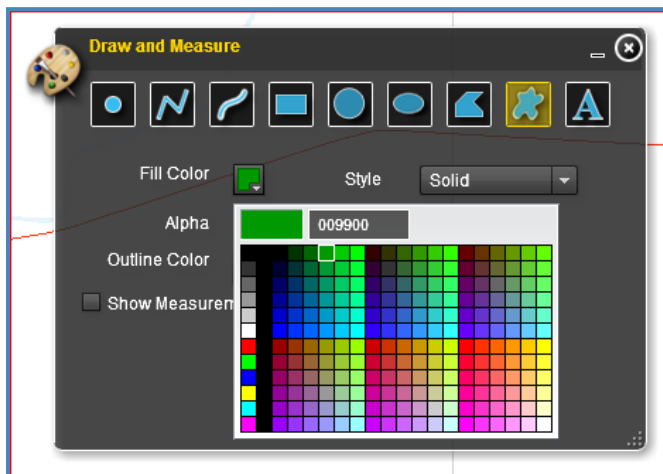 Draw and Measure
A
Fill Color
Style
Solid
Alpha
009900
Outline Color
Show Measurem